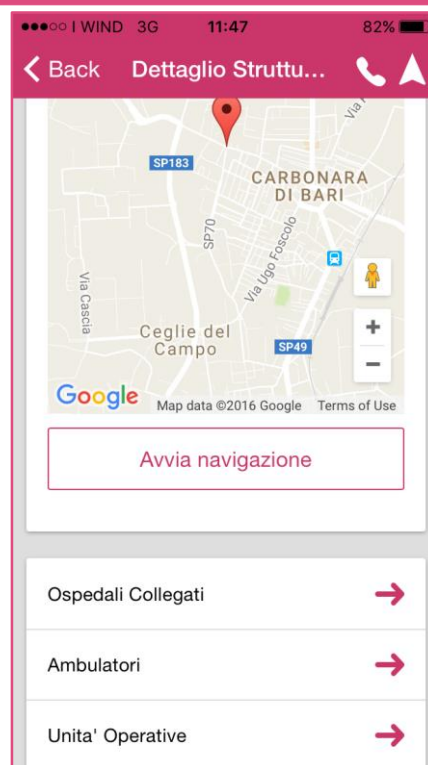 I WIND 3G 11:47 82%
Back Dettaglio Struttu...
Via
SP183
CARBONARA
DI BARI
SP70
Via Ugo Foscolo
Via Cascia
Ceglie del
Campo
SP49
+
−
Google Map data ©2016 Google Terms of Use
Avvia navigazione
Ospedali Collegati
Ambulatori
Unita' Operative